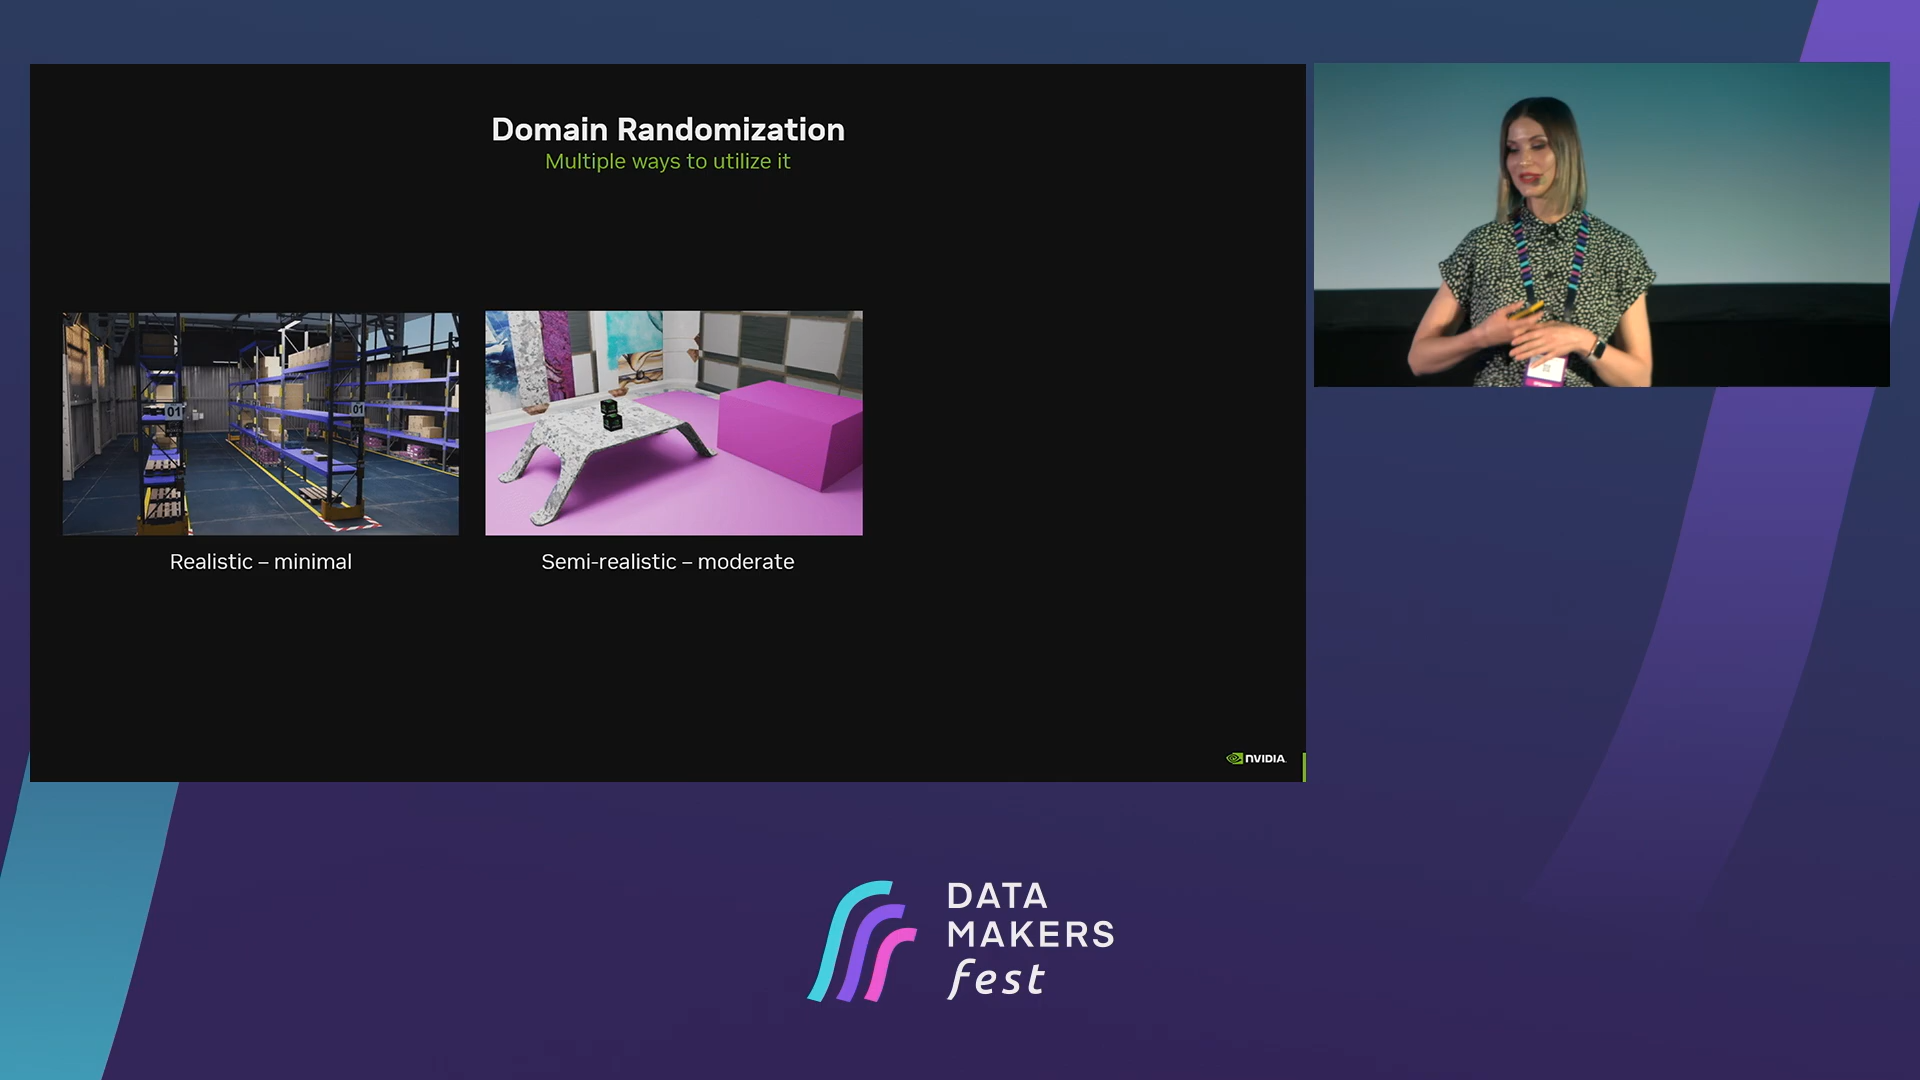 Domain Randomization
Multiple ways to utilize it
01
01
Realistic – minimal
Semi-realistic – moderate
NVIDIA
DATA
MAKERS
fest